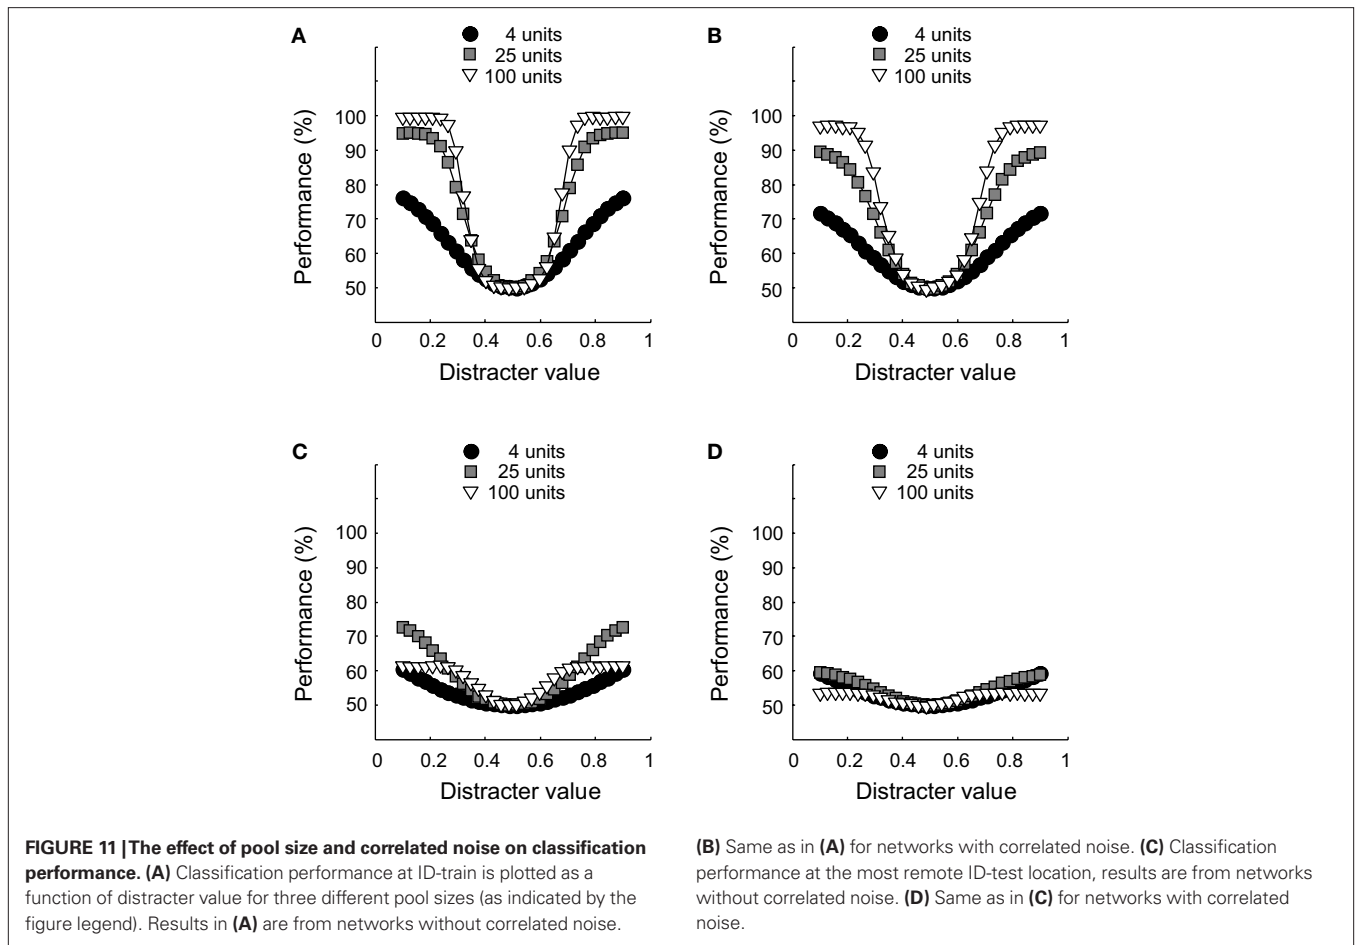 A
4 units
25 units
100 units
Performance (%)
100
90
80
70
60
50
0 0.2 0.4 0.6 0.8 1
Distracter value
B
4 units
25 units
100 units
Performance (%)
100
90
80
70
60
50
0 0.2 0.4 0.6 0.8 1
Distracter value
C
4 units
25 units
100 units
Performance (%)
100
90
80
70
60
50
0 0.2 0.4 0.6 0.8 1
Distracter value
D
4 units
25 units
100 units
Performance (%)
100
90
80
70
60
50
0 0.2 0.4 0.6 0.8 1
Distracter value
FIGURE 11 | The effect of pool size and correlated noise on classification
performance. (A) Classification performance at ID-train is plotted as a
function of distracter value for three different pool sizes (as indicated by the
figure legend). Results in (A) are from networks without correlated noise.
(B) Same as in (A) for networks with correlated noise. (C) Classification
performance at the most remote ID-test location, results are from networks
without correlated noise. (D) Same as in (C) for networks with correlated
noise.